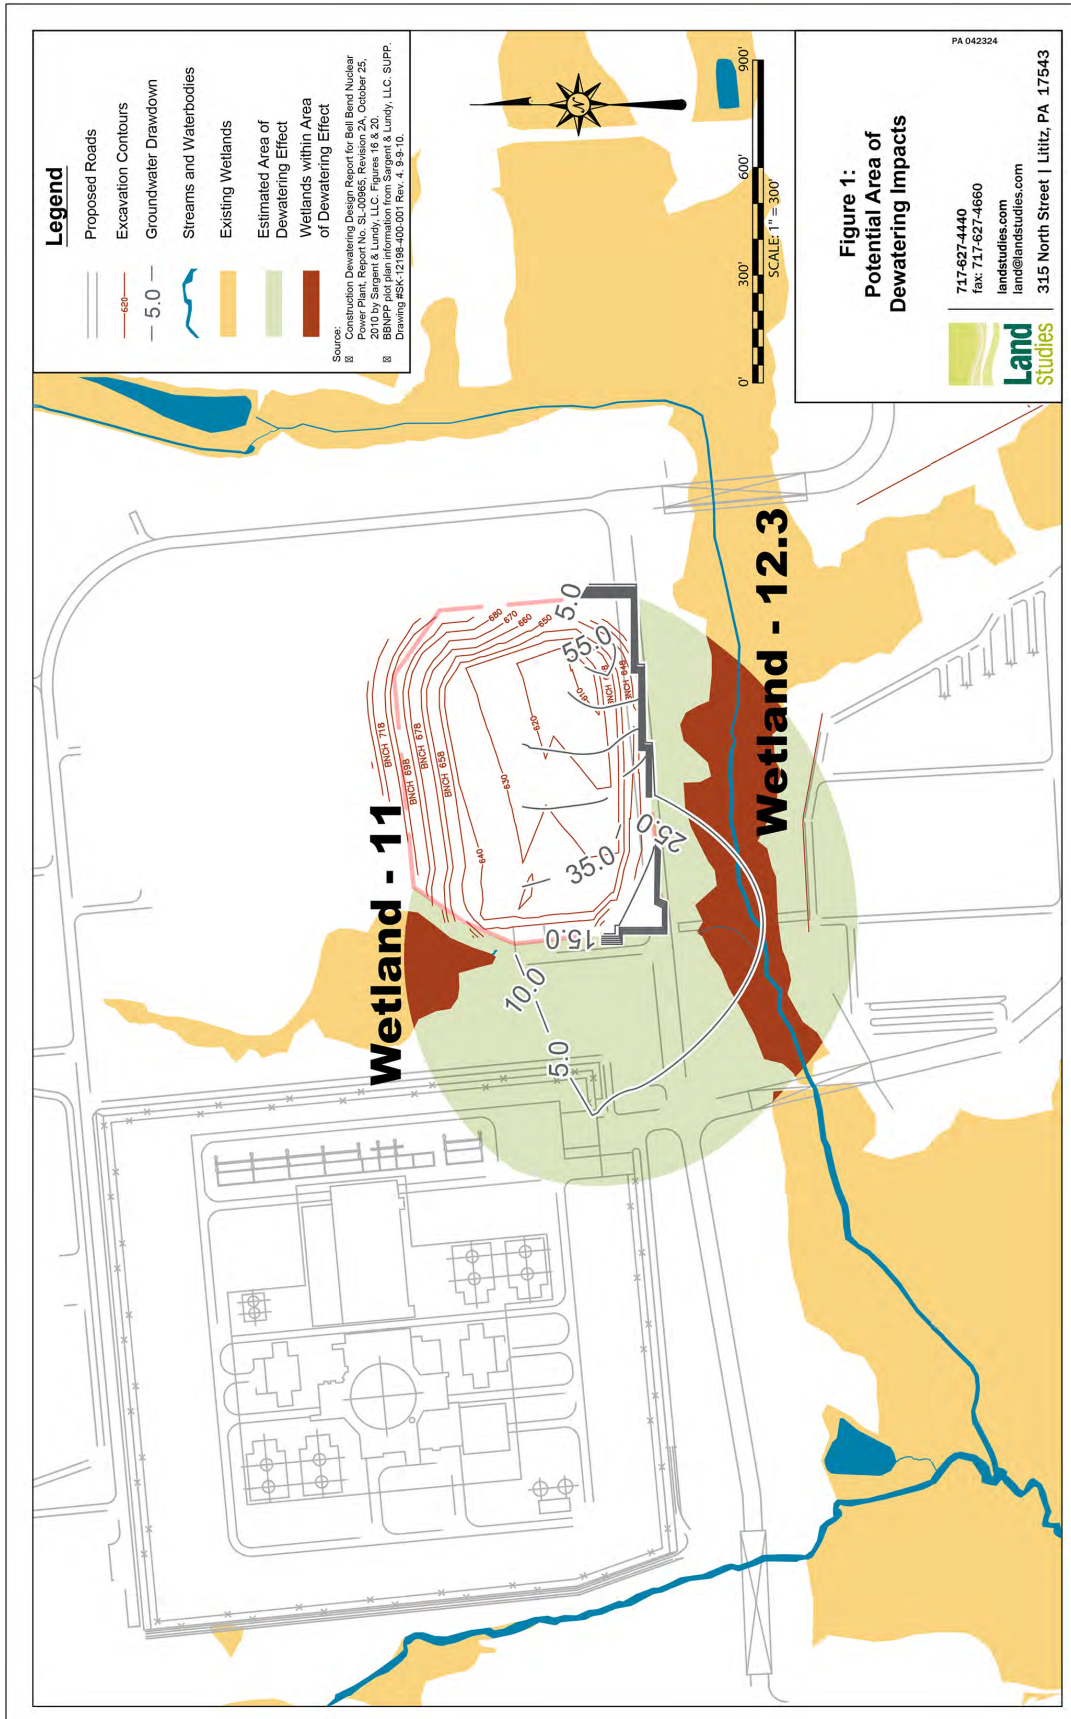 Legend
Proposed Roads
620
Excavation Contours
5.0
Groundwater Drawdown
Streams and Waterbodies
Existing Wetlands
Estimated Area of
Dewatering Effect
Wetlands within Area
of Dewatering Effect
Source:
Construction Dewatering Design Report for Bell Bend Nuclear
Power Plant, Report No. SL-00965, Revision 2A, October 25,
2010 by Sargent & Lundy, LLC. Figures 16 & 20.
BBNPP plot plan information from Sargent & Lundy, LLC. SUPP.
Drawing #SK-12198-400-001 Rev. 4. 9-9-10.
N
0' 300' 600' 900'
SCALE: 1" = 300'
PA 042324
Figure 1:
Potential Area of
Dewatering Impacts
Land
Studies
717-627-4440
fax: 717-627-4660
landstudies.com
land@landstudies.com
315 North Street | Lititz, PA 17543
Wetland - 11
Wetland - 12.3
BNCH 718
BNCH 698
BNCH 678
BNCH 658
640
630
620
610
680
670
660
650
BNCH 648
5.0
55.0
35.0
25.0
15.0
10.0
5.0